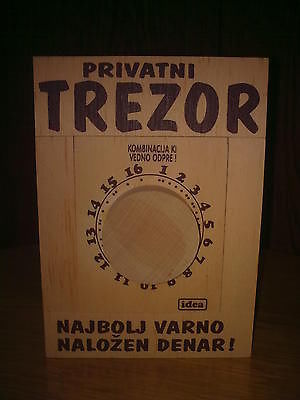 PRIVATNI
TREZOR
KOMBINACIJA KI
VEDNO ODPRE!
1 2 3 4 5 6 7 8 9 10 11 12 13 14 15 16
idea
NAJBOLJ VARNO
NALOŽEN DENAR!